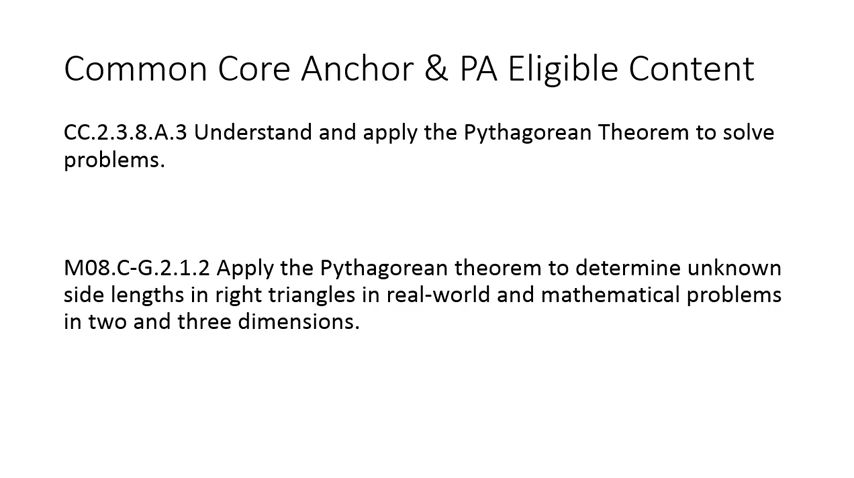 Common Core Anchor & PA Eligible Content
CC.2.3.8.A.3 Understand and apply the Pythagorean Theorem to solve
problems.
M08.C-G.2.1.2 Apply the Pythagorean theorem to determine unknown
side lengths in right triangles in real-world and mathematical problems
in two and three dimensions.